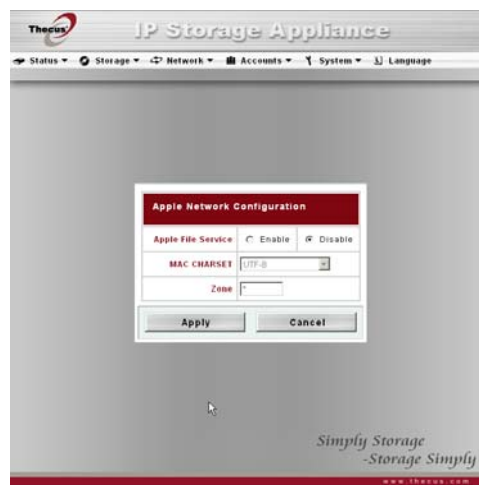 Thecus
IP Storage Appliance
Status Storage Network Accounts System Language
Apple Network Configuration
Apple File Service Enable Disable
MAC CHARSET UTF-8
Zone *
Apply Cancel
Simply Storage
-Storage Simply
www.thecus.com